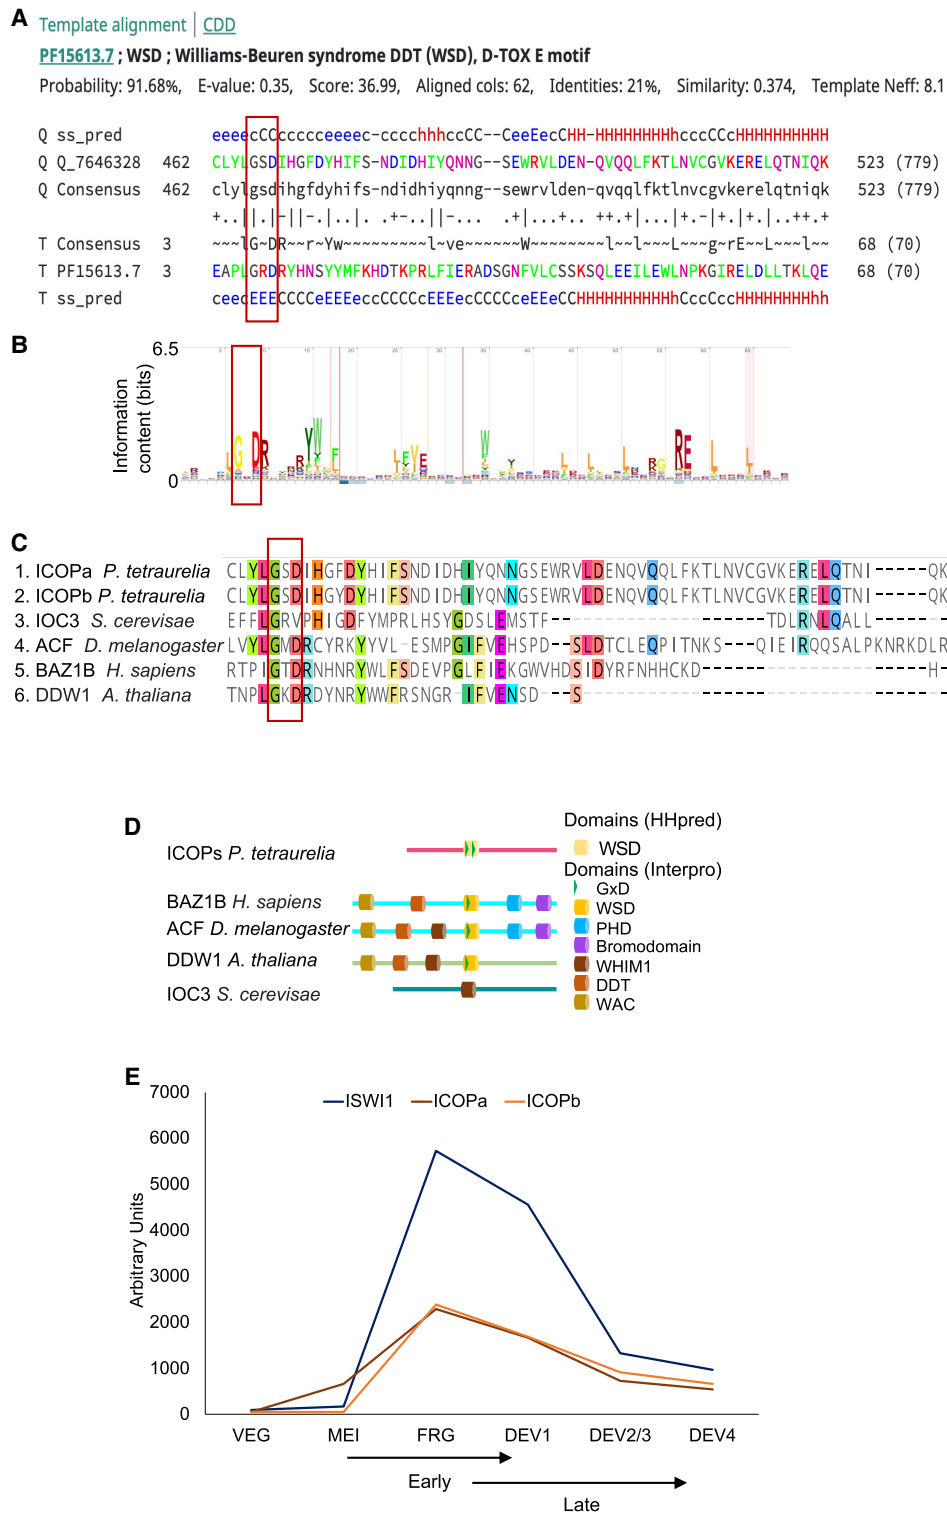 A
Template alignment | CDD
PF15613.7 ; WSD ; Williams-Beuren syndrome DDT (WSD), D-TOX E motif
Probability: 91.68%, E-value: 0.35, Score: 36.99, Aligned cols: 62, Identities: 21%, Similarity: 0.374, Template Neff: 8.1
Q ss_pred eeeecCCcccccceeeec-cccchhhccCC--CeeEecCHH-HHHHHHHHhcccCCcHHHHHHHHHH
Q Q_7646328 462 CLYLGSDIHGFDYHIFS-NDIDHIYQNNG--SEWRVLDEN-QVQQLFKTLNVCGVKERELQTNIQK 523 (779)
Q Consensus 462 clylgsdihgfdyhifs-ndidhiyqnng--sewrvlden-qvqqlfktlnvcgvkerelqtniqk 523 (779)
T Consensus 3 ~~~lG~DR~~r~Yw~~~~~~~~~l~ve~~~~~~W~~~~~~~~~l~~l~~~L~~~g~rE~~L~~~l~~ 68 (70)
T PF15613.7 3 EAPLGRDRYHNSYYMFKHDTKPRLFIERADSGNFVLCSSKSQLEEILEWLNPKGIRELDLLTKLQE 68 (70)
T ss_pred ceecEEECCCCeEEEeccCCCCcEEEecCCCCceEEeCCHHHHHHHHHHhCccCccHHHHHHHHhh
B
6.5
Information
content (bits)
0
C
1. ICOPa P. tetraurelia CLYLGSDIHGFDYHIFSNDIDHIYQNNGSEWRVLDENQVQQLFKTLNVCGVKERELQTNI-----QK
2. ICOPb P. tetraurelia CLYLGSDIHGYDYHIFSNDIDHIYQNNGSEWRVLDENQVQQLFKTLNVCGVKERELQTNI-----QK
3. IOC3 S. cerevisae EFFLGRVPHIGDFYMPRLHSYGDSLEMSTF--------------------TDLRNLQALL-------
4. ACF D. melanogaster LVYLGMDRCYRKYYVL-ESMPGIFVEHSPD--SLDTCLEQPITNKS---QIEIRQQSALPKNRKDLR
5. BAZ1B H. sapiens RTPIGTDRNHNRYWLFSDEVPGLFIEKGWVHDSIDYRFNHHCKD----------------------H-
6. DDW1 A. thaliana TNPLGKDRDYNRYWWFRSNGR-IFVENSD---S----------------------------------
D
Domains (HHpred)
WSD
ICOPs P. tetraurelia
Domains (Interpro)
GxD
BAZ1B H. sapiens
WSD
PHD
ACF D. melanogaster
Bromodomain
DDW1 A. thaliana
WHIM1
DDT
IOC3 S. cerevisae
WAC
E
7000
ISWI1 ICOPa ICOPb
6000
5000
4000
3000
2000
1000
0
Arbitrary Units
VEG MEI FRG DEV1 DEV2/3 DEV4
Early
Late